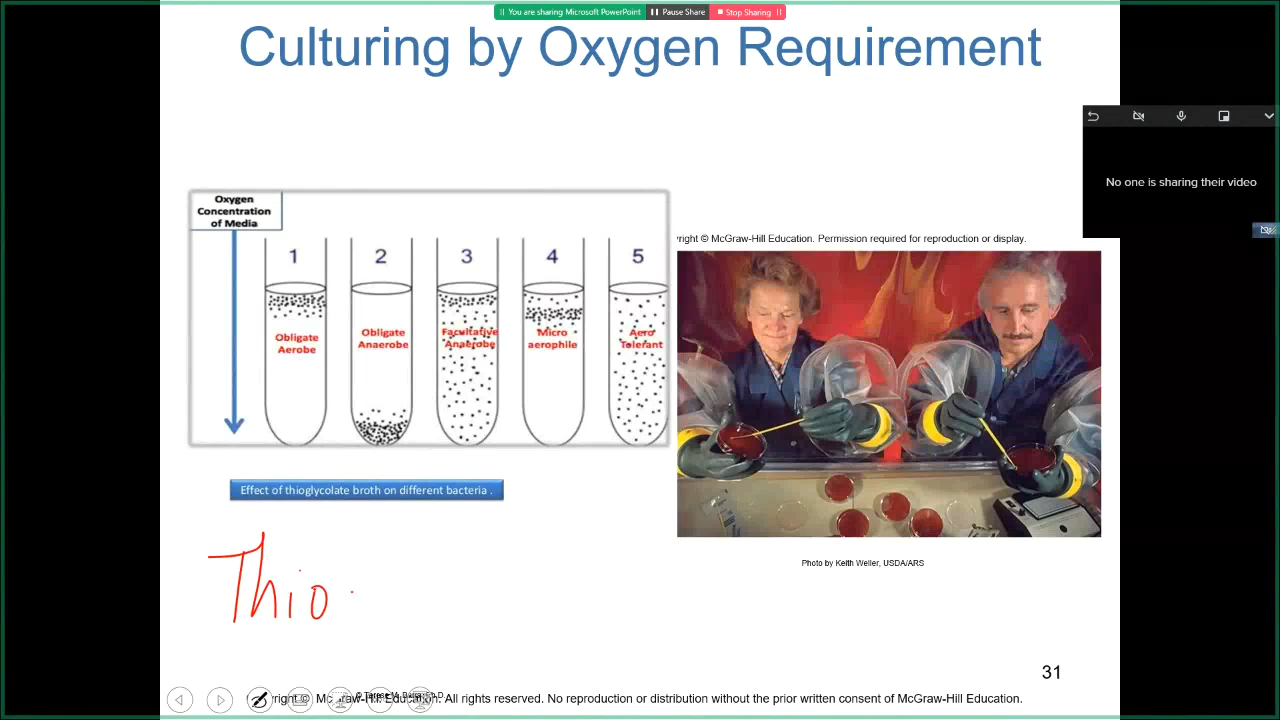 You are sharing Microsoft PowerPoint
Pause Share
Stop Sharing
Culturing by Oxygen Requirement
No one is sharing their video
Oxygen
Concentration
of Media
1
2
3
4
5
Obligate
Aerobe
Obligate
Anaerobe
Facultative
Anaerobe
Micro
aerophile
Aero
Tolerant
right © McGraw-Hill Education. Permission required for reproduction or display.
Effect of thioglycolate broth on different bacteria .
Photo by Keith Weller, USDA/ARS
Thio
31
All rights reserved. No reproduction or distribution without the prior written consent of McGraw-Hill Education.